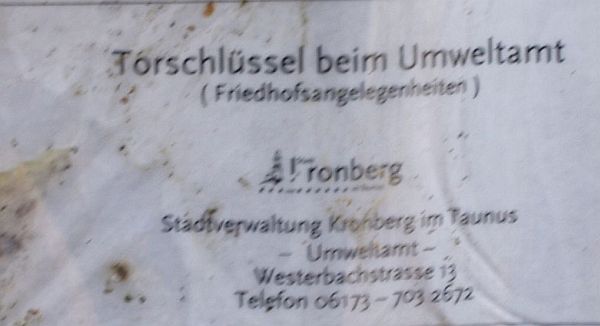 Torschlüssel beim Umweltamt
( Friedhofsangelegenheiten )
Kronberg
Stadtverwaltung Kronberg im Taunus
– Umweltamt –
Westerbachstrasse 13
Telefon 06173 – 703 2672